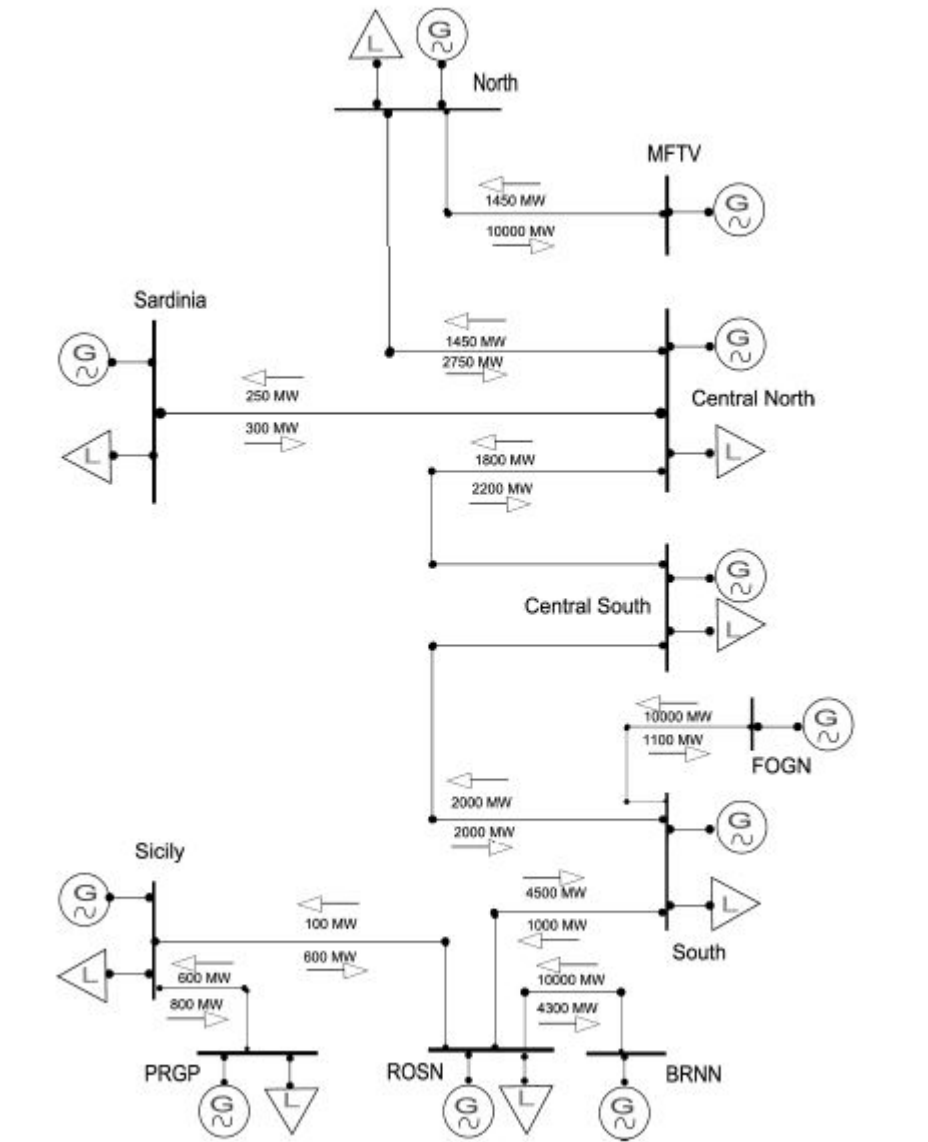 L
G
North
MFTV
1450 MW
G
10000 MW
Sardinia
1450 MW
G
2750 MW
G
250 MW
Central North
300 MW
L
1800 MW
L
2200 MW
G
Central South
L
10000 MW
G
1100 MW
FOGN
2000 MW
G
2000 MW
Sicily
4500 MW
G
100 MW
1000 MW
L
South
600 MW
L
600 MW
10000 MW
800 MW
4300 MW
PRGP
ROSN
BRNN
G
L
G
L
G